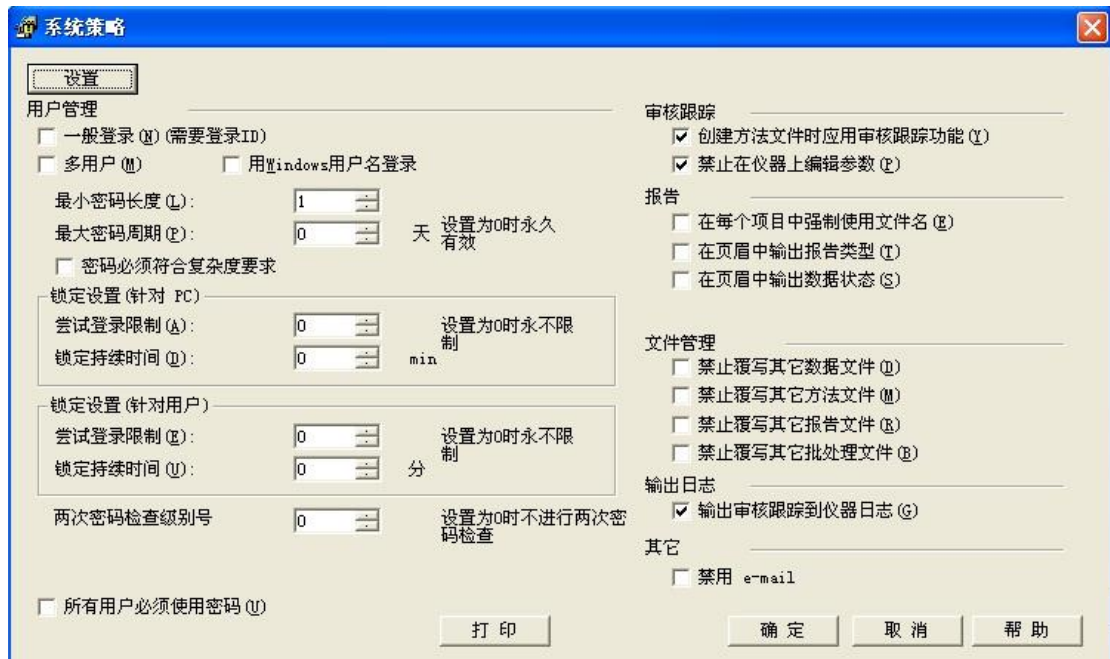 系统策略
设置
用户管理
一般登录(N)(需要登录ID)
多用户(M)
用Windows用户名登录
最小密码长度(L):
1
最大密码周期(P):
0
天
设置为0时永久
有效
密码必须符合复杂度要求
锁定设置(针对 PC)
尝试登录限制(A):
0
设置为0时永不限
制
锁定持续时间(D):
0
min
锁定设置(针对用户)
尝试登录限制(E):
0
设置为0时永不限
制
锁定持续时间(U):
0
分
两次密码检查级别号
0
设置为0时不进行两次密
码检查
所有用户必须使用密码(U)
审核跟踪
创建方法文件时应用审核跟踪功能(Y)
禁止在仪器上编辑参数(P)
报告
在每个项目中强制使用文件名(E)
在页眉中输出报告类型(T)
在页眉中输出数据状态(S)
文件管理
禁止覆写其它数据文件(D)
禁止覆写其它方法文件(M)
禁止覆写其它报告文件(R)
禁止覆写其它批处理文件(B)
输出日志
输出审核跟踪到仪器日志(G)
其它
禁用 e-mail
打印
确定
取消
帮助